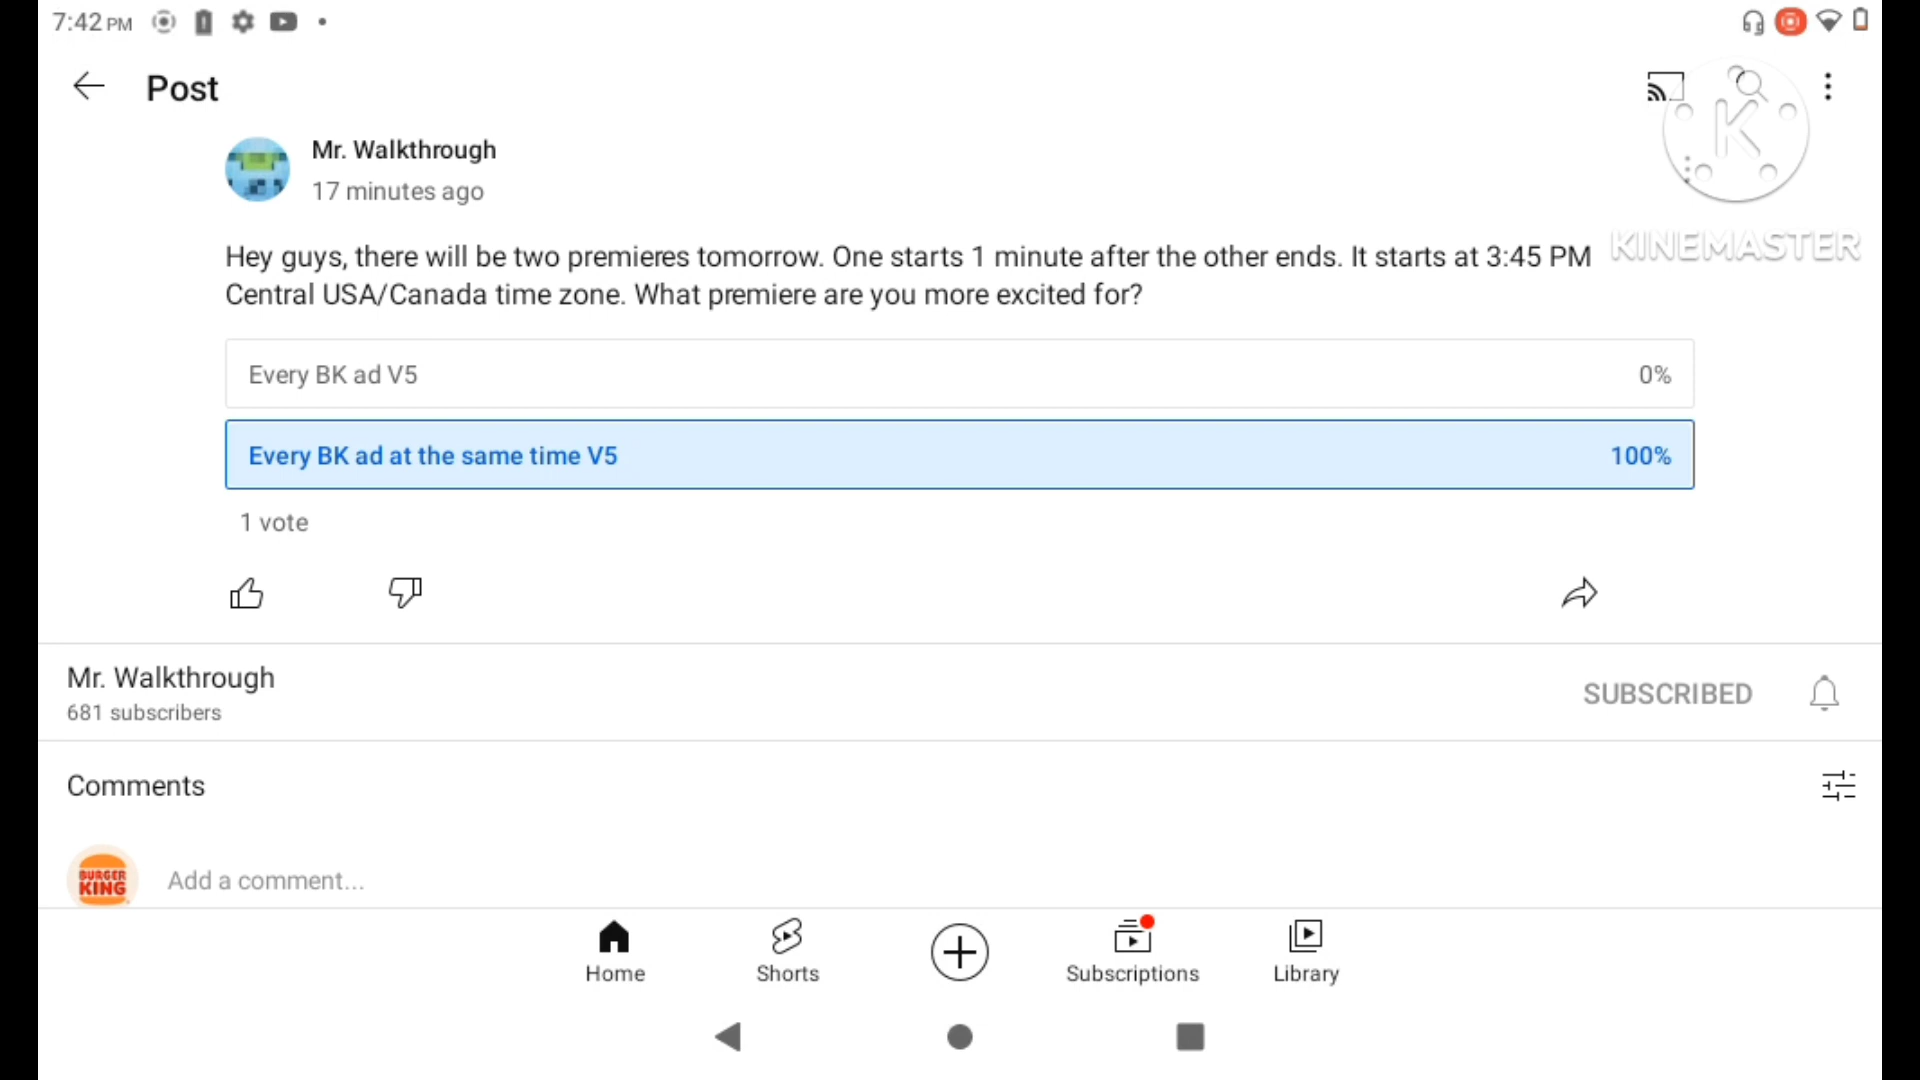 7:42 PM
Post
K
KINEMASTER
Mr. Walkthrough
17 minutes ago
Hey guys, there will be two premieres tomorrow. One starts 1 minute after the other ends. It starts at 3:45 PM
Central USA/Canada time zone. What premiere are you more excited for?
Every BK ad V5 0%
Every BK ad at the same time V5 100%
1 vote
Mr. Walkthrough
681 subscribers
SUBSCRIBED
Comments
BURGER
KING
Add a comment...
Home Shorts Subscriptions Library